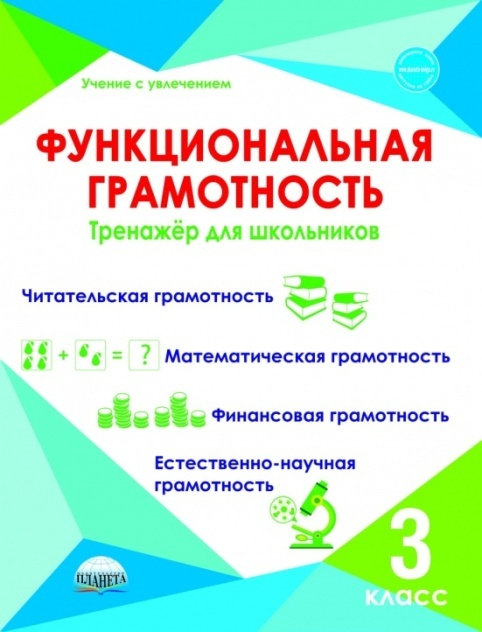 Учение с увлечением
ФУНКЦИОНАЛЬНАЯ
ГРАМОТНОСТЬ
Тренажёр для школьников
Читательская грамотность
+ = ?
Математическая грамотность
Финансовая грамотность
Естественно-научная
грамотность
ПЛАНЕТА
3
класс